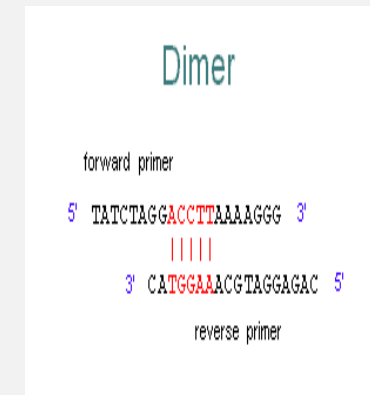 Dimer
forward primer
5' TATCTAGGACCTTAAAAGGG 3'
|||||
3' CATGGAAACGTAGGAGAC 5'
reverse primer